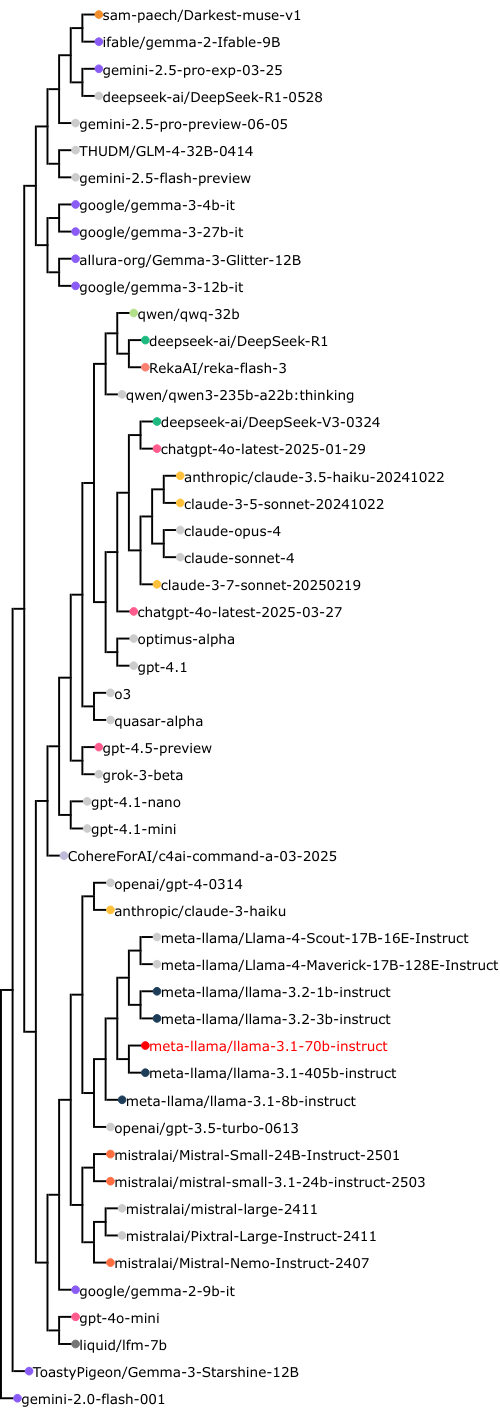 sam-paech/Darkest-muse-v1
ifable/gemma-2-Ifable-9B
gemini-2.5-pro-exp-03-25
deepseek-ai/DeepSeek-R1-0528
gemini-2.5-pro-preview-06-05
THUDM/GLM-4-32B-0414
gemini-2.5-flash-preview
google/gemma-3-4b-it
google/gemma-3-27b-it
allura-org/Gemma-3-Glitter-12B
google/gemma-3-12b-it
qwen/qwq-32b
deepseek-ai/DeepSeek-R1
RekaAI/reka-flash-3
qwen/qwen3-235b-a22b:thinking
deepseek-ai/DeepSeek-V3-0324
chatgpt-4o-latest-2025-01-29
anthropic/claude-3.5-haiku-20241022
claude-3-5-sonnet-20241022
claude-opus-4
claude-sonnet-4
claude-3-7-sonnet-20250219
chatgpt-4o-latest-2025-03-27
optimus-alpha
gpt-4.1
o3
quasar-alpha
gpt-4.5-preview
grok-3-beta
gpt-4.1-nano
gpt-4.1-mini
CohereForAI/c4ai-command-a-03-2025
openai/gpt-4-0314
anthropic/claude-3-haiku
meta-llama/Llama-4-Scout-17B-16E-Instruct
meta-llama/Llama-4-Maverick-17B-128E-Instruct
meta-llama/llama-3.2-1b-instruct
meta-llama/llama-3.2-3b-instruct
meta-llama/llama-3.1-70b-instruct
meta-llama/llama-3.1-405b-instruct
meta-llama/llama-3.1-8b-instruct
openai/gpt-3.5-turbo-0613
mistralai/Mistral-Small-24B-Instruct-2501
mistralai/mistral-small-3.1-24b-instruct-2503
mistralai/mistral-large-2411
mistralai/Pixtral-Large-Instruct-2411
mistralai/Mistral-Nemo-Instruct-2407
google/gemma-2-9b-it
gpt-4o-mini
liquid/lfm-7b
ToastyPigeon/Gemma-3-Starshine-12B
gemini-2.0-flash-001